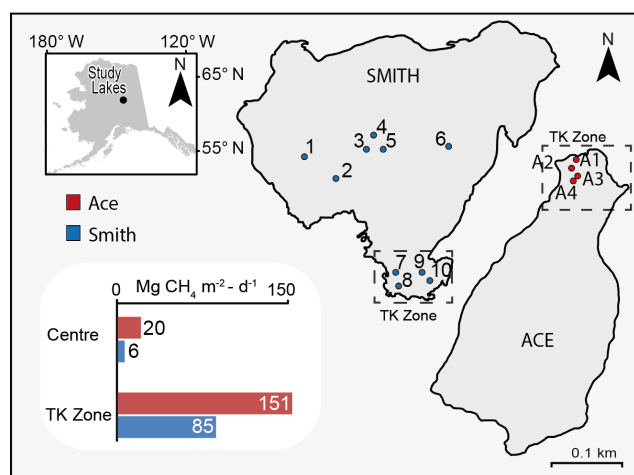 180° W
120° W
N
65° N
Study
Lakes
55° N
Ace
Smith
SMITH
1
2
3
4
5
6
7
8
9
10
TK Zone
N
TK Zone
A2
A1
A3
A4
ACE
0.1 km
Mg CH₄ m⁻² - d⁻¹
0
150
Centre
20
6
TK Zone
151
85